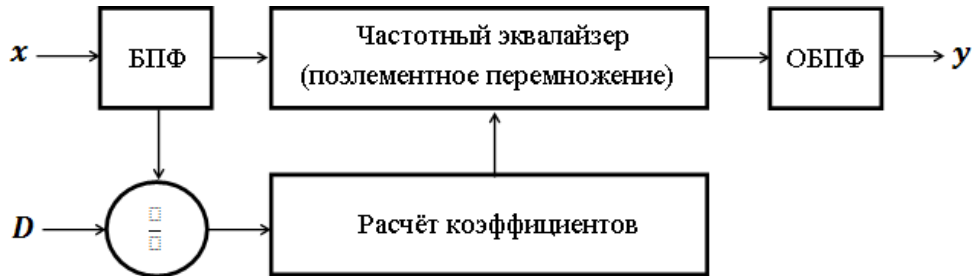 x
БПФ
Частотный эквалайзер
(поэлементное перемножение)
ОБПФ
y
D
Расчёт коэффициентов